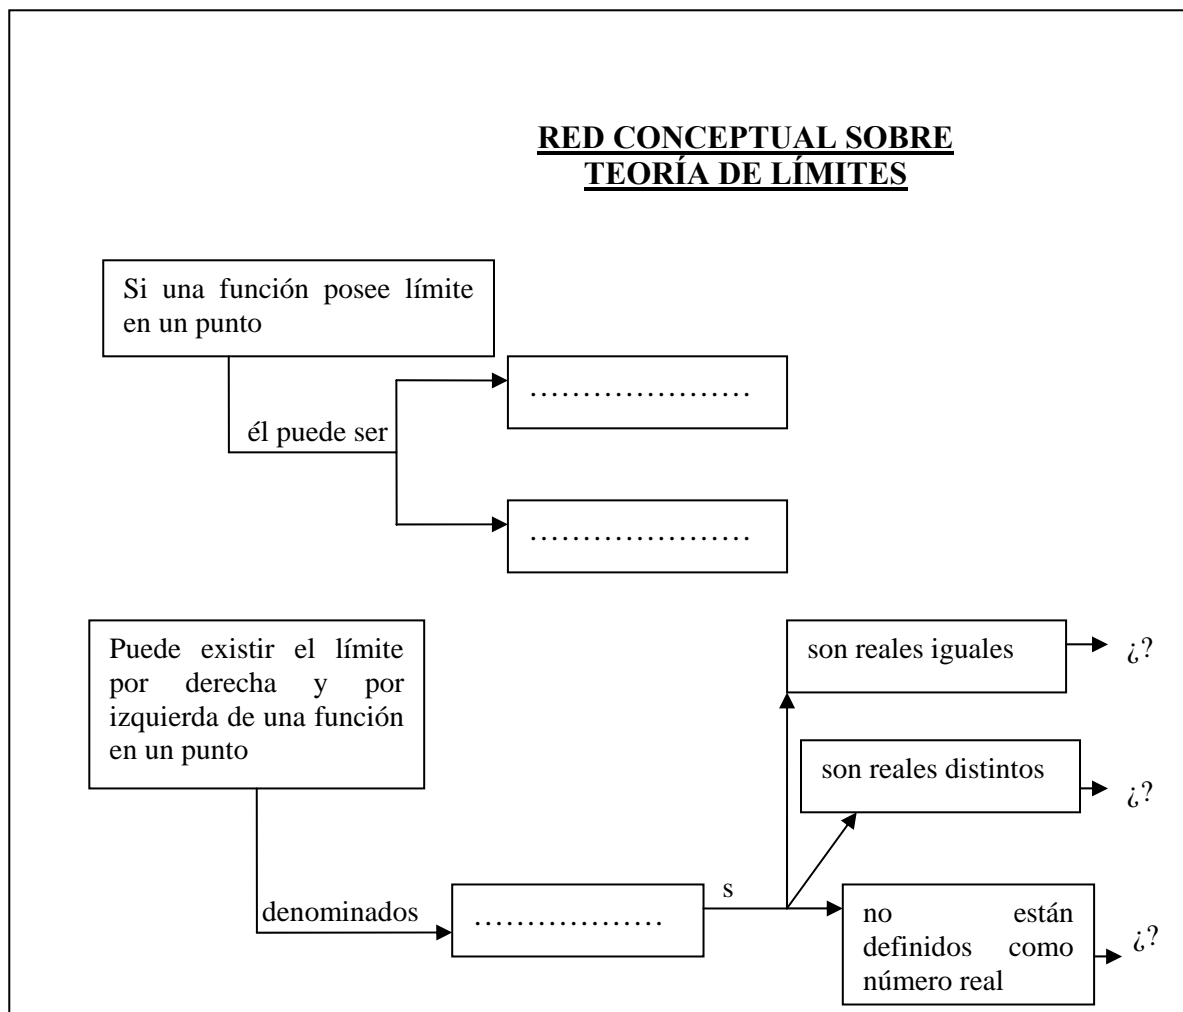 RED CONCEPTUAL SOBRE
TEORÍA DE LÍMITES
Si una función posee límite
en un punto
él puede ser
…………………
…………………
Puede existir el límite
por derecha y por
izquierda de una función
en un punto
denominados
………………
s
son reales iguales
¿?
son reales distintos
¿?
no están
definidos como
número real
¿?